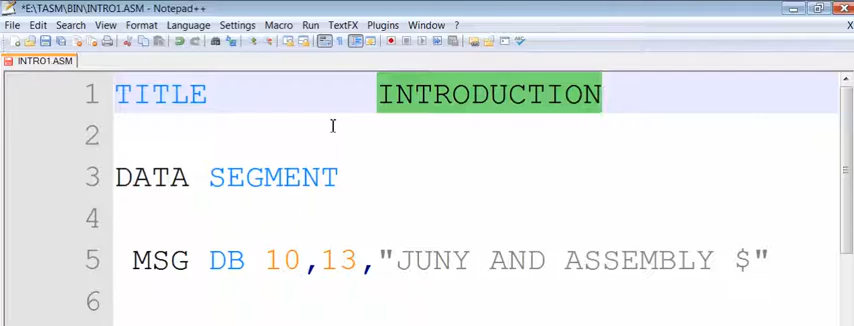 *E:\TASM\BIN\INTRO1.ASM - Notepad++
File Edit Search View Format Language Settings Macro Run TextFX Plugins Window ? X
INTRO1.ASM
1 TITLE INTRODUCTION
2
3 DATA SEGMENT
4
5 MSG DB 10,13,"JUNY AND ASSEMBLY $"
6